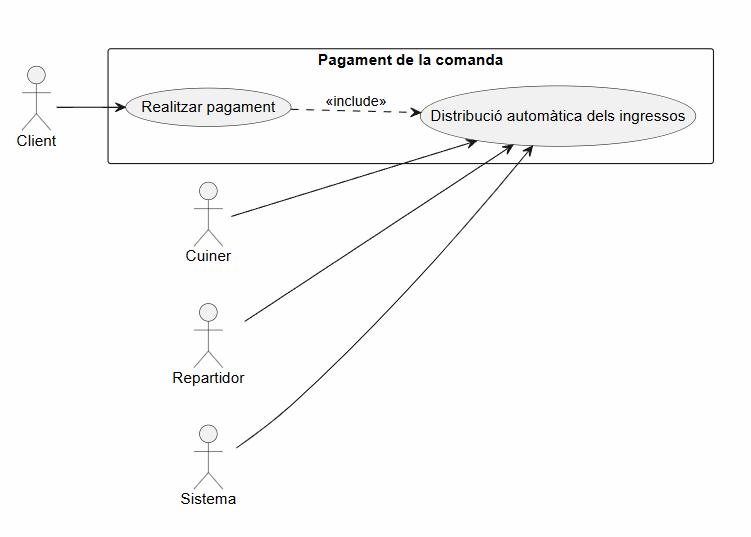 Pagament de la comanda
Client
Realitzar pagament
«include»
Distribució automàtica dels ingressos
Cuiner
Repartidor
Sistema